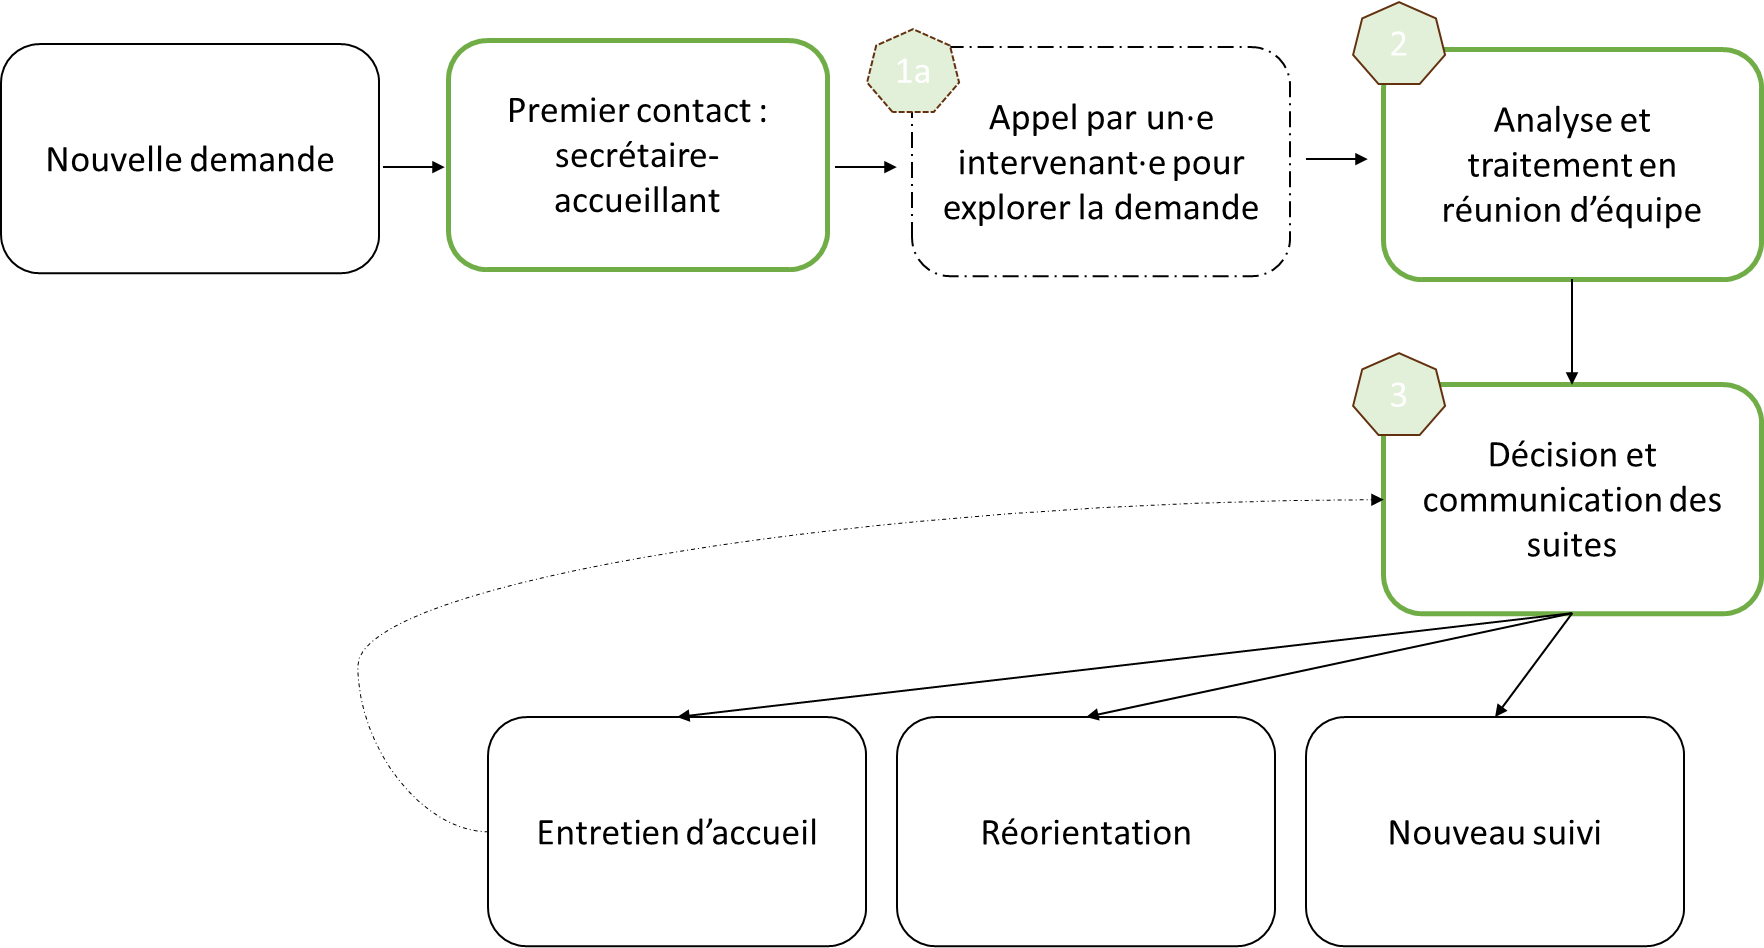 Nouvelle demande
Premier contact :
secrétaire-
accueillant
1a
Appel par un·e
intervenant·e pour
explorer la demande
2
Analyse et
traitement en
réunion d’équipe
3
Décision et
communication des
suites
Entretien d’accueil
Réorientation
Nouveau suivi